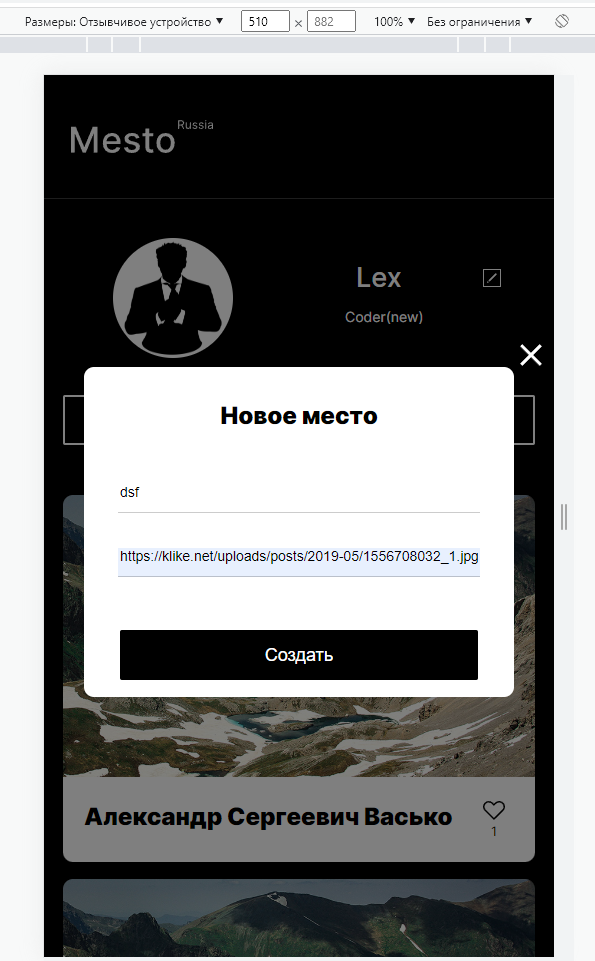 Размеры: Отзывчивое устройство ▼ 510 × 882 100% ▼ Без ограничения ▼
Mesto Russia
Lex
Coder(new)
Новое место
dsf
https://klike.net/uploads/posts/2019-05/1556708032_1.jpg
Создать
Александр Сергеевич Васько
1